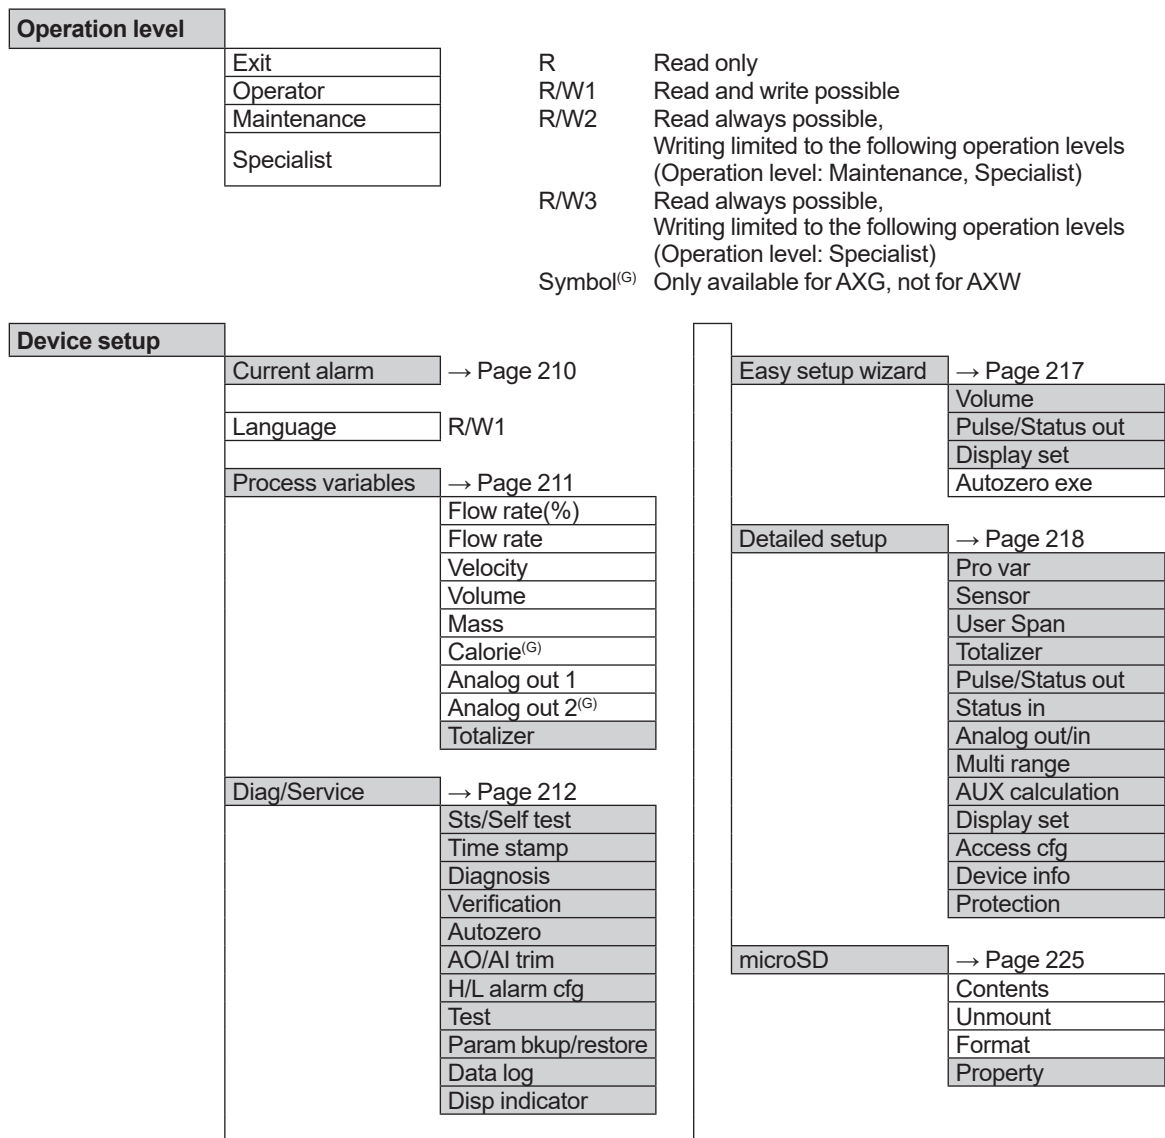 Operation level
Exit
Operator
Maintenance
Specialist
R Read only
R/W1 Read and write possible
R/W2 Read always possible,
Writing limited to the following operation levels
(Operation level: Maintenance, Specialist)
R/W3 Read always possible,
Writing limited to the following operation levels
(Operation level: Specialist)
Symbol(G) Only available for AXG, not for AXW
Device setup
Current alarm → Page 210
Language R/W1
Process variables → Page 211
Flow rate(%)
Flow rate
Velocity
Volume
Mass
Calorie(G)
Analog out 1
Analog out 2(G)
Totalizer
Diag/Service → Page 212
Sts/Self test
Time stamp
Diagnosis
Verification
Autozero
AO/AI trim
H/L alarm cfg
Test
Param bkup/restore
Data log
Disp indicator
Easy setup wizard → Page 217
Volume
Pulse/Status out
Display set
Autozero exe
Detailed setup → Page 218
Pro var
Sensor
User Span
Totalizer
Pulse/Status out
Status in
Analog out/in
Multi range
AUX calculation
Display set
Access cfg
Device info
Protection
microSD → Page 225
Contents
Unmount
Format
Property